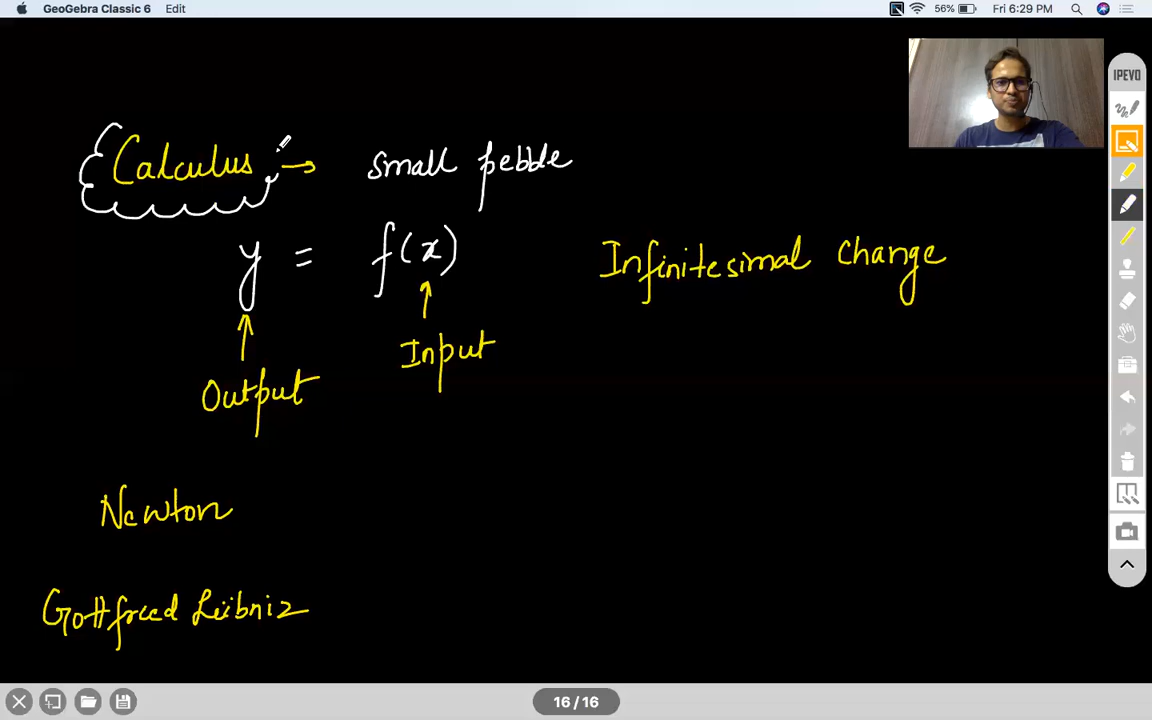 GeoGebra Classic 6 Edit 56% Fri 6:29 PM
IPEVO
Calculus → small pebble
y = f(x)
Infinitesimal change
Input
Output
Newton
Gottfreed Leibniz
16 / 16